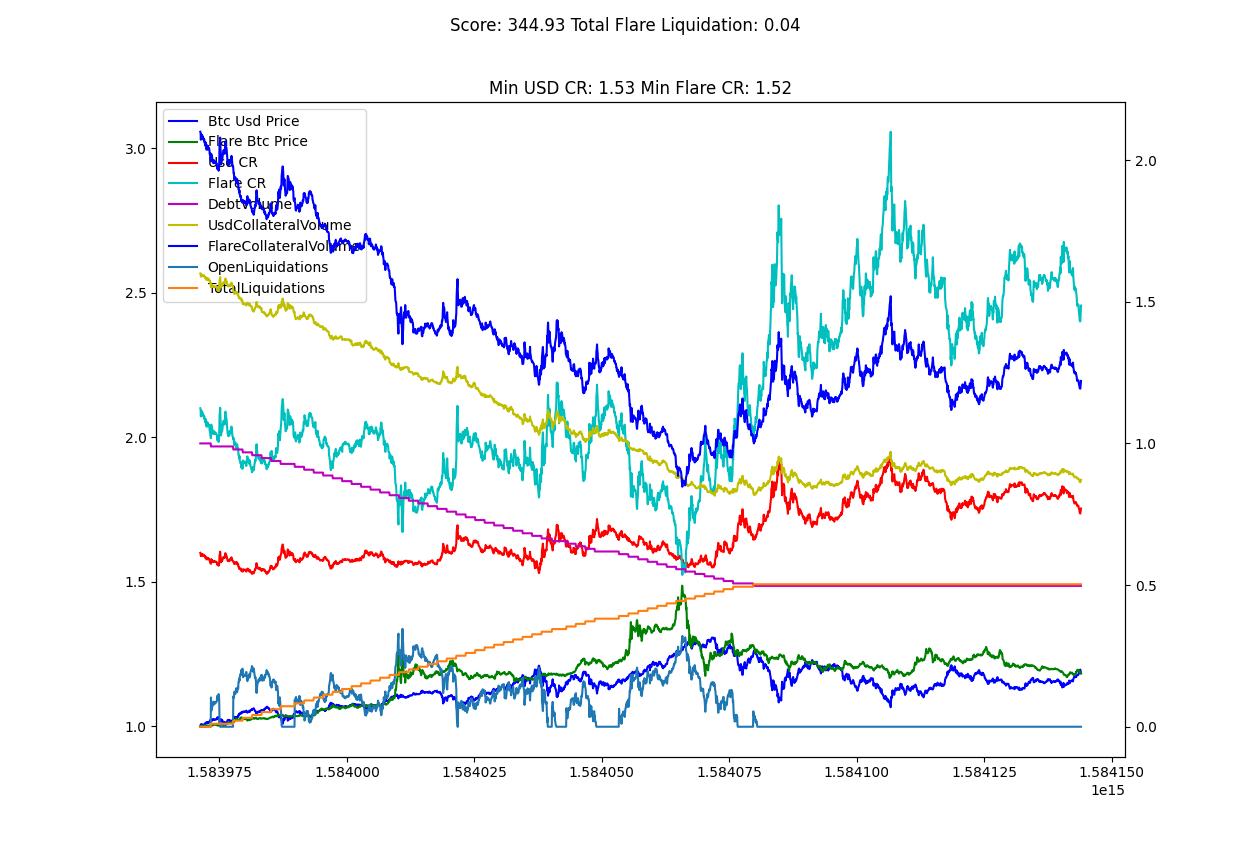 Score: 344.93 Total Flare Liquidation: 0.04
Min USD CR: 1.53 Min Flare CR: 1.52
Btc Usd Price
Flare Btc Price
Usd CR
Flare CR
DebtVolume
UsdCollateralVolume
FlareCollateralVolume
OpenLiquidations
TotalLiquidations
3.0
2.5
2.0
1.5
1.0
2.0
1.5
1.0
0.5
0.0
1.583975
1.584000
1.584025
1.584050
1.584075
1.584100
1.584125
1.584150
1e15